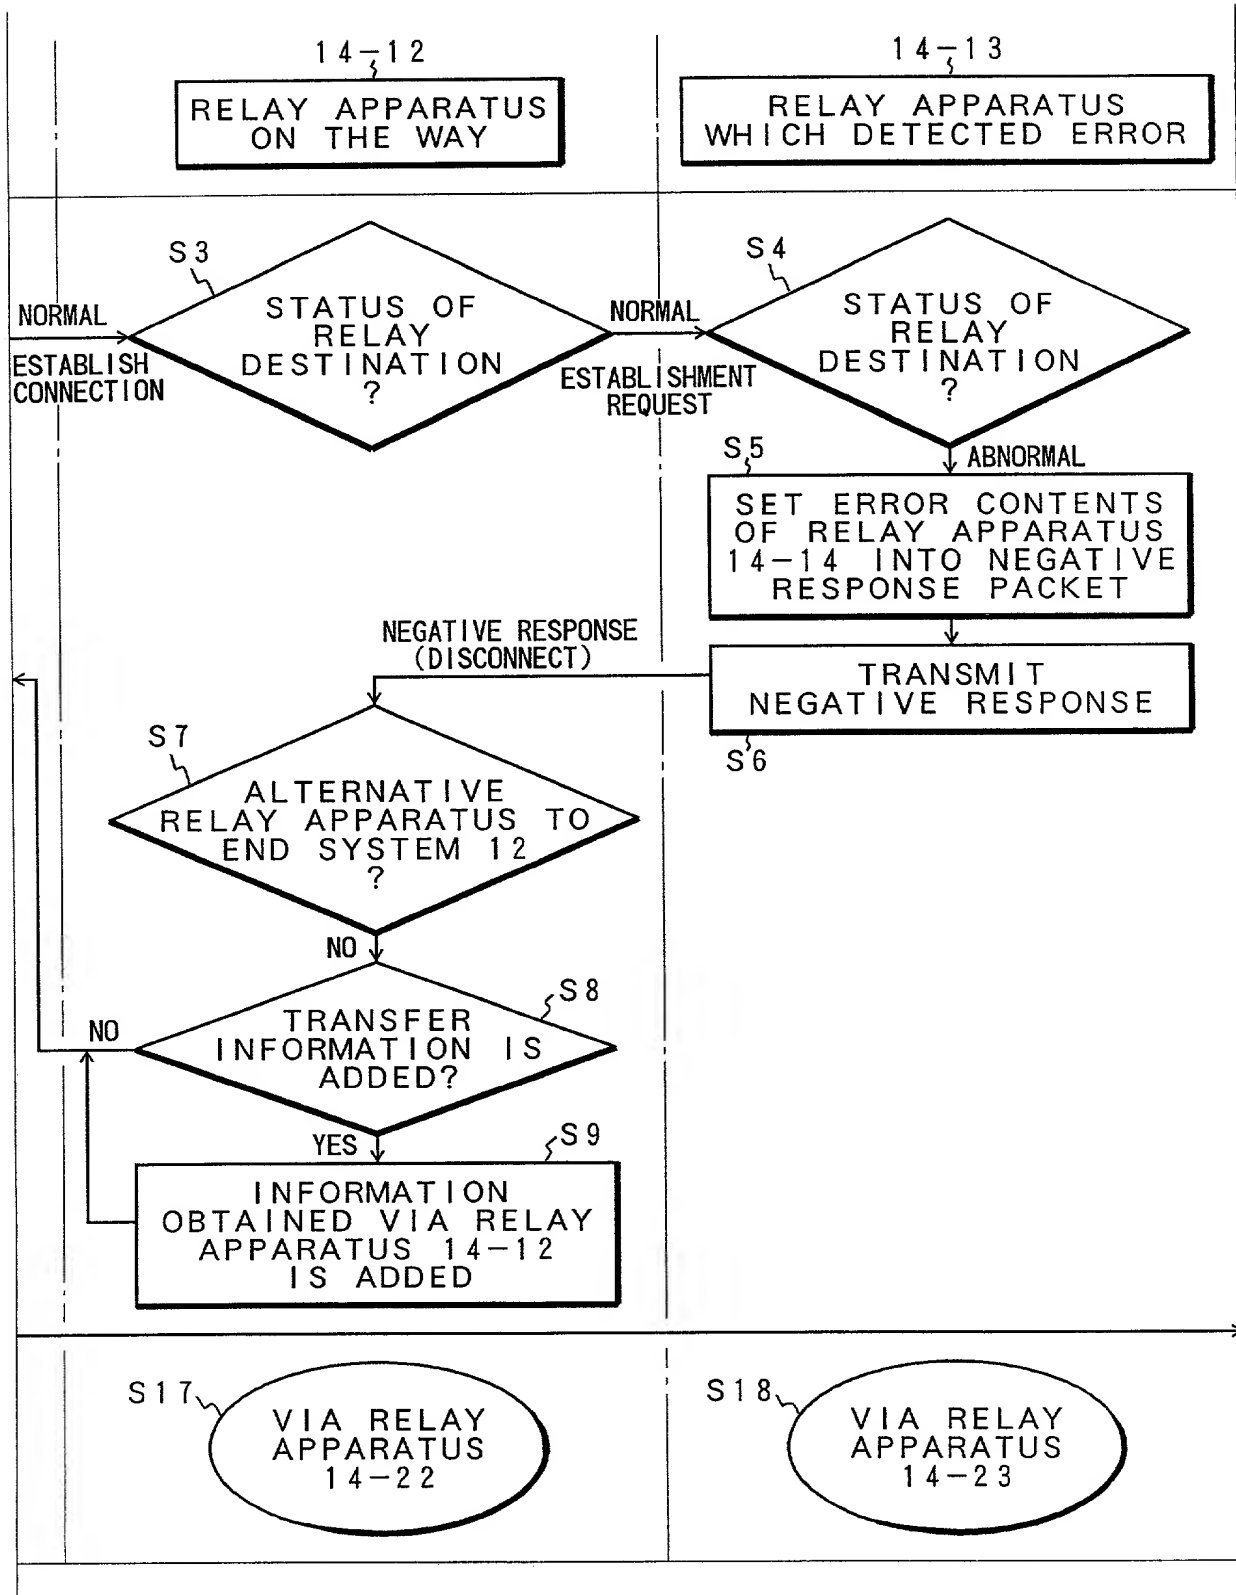 14-12
RELAY APPARATUS
ON THE WAY
14-13
RELAY APPARATUS
WHICH DETECTED ERROR
S3
STATUS OF
RELAY
DESTINATION
?
NORMAL
ESTABLISH
CONNECTION
NORMAL
ESTABLISHMENT
REQUEST
S4
STATUS OF
RELAY
DESTINATION
?
ABNORMAL
S5
SET ERROR CONTENTS
OF RELAY APPARATUS
14-14 INTO NEGATIVE
RESPONSE PACKET
NEGATIVE RESPONSE
(DISCONNECT)
TRANSMIT
NEGATIVE RESPONSE
S6
S7
ALTERNATIVE
RELAY APPARATUS TO
END SYSTEM 12
?
NO
S8
TRANSFER
INFORMATION IS
ADDED?
NO
YES
S9
INFORMATION
OBTAINED VIA RELAY
APPARATUS 14-12
IS ADDED
S17
VIA RELAY
APPARATUS
14-22
S18
VIA RELAY
APPARATUS
14-23